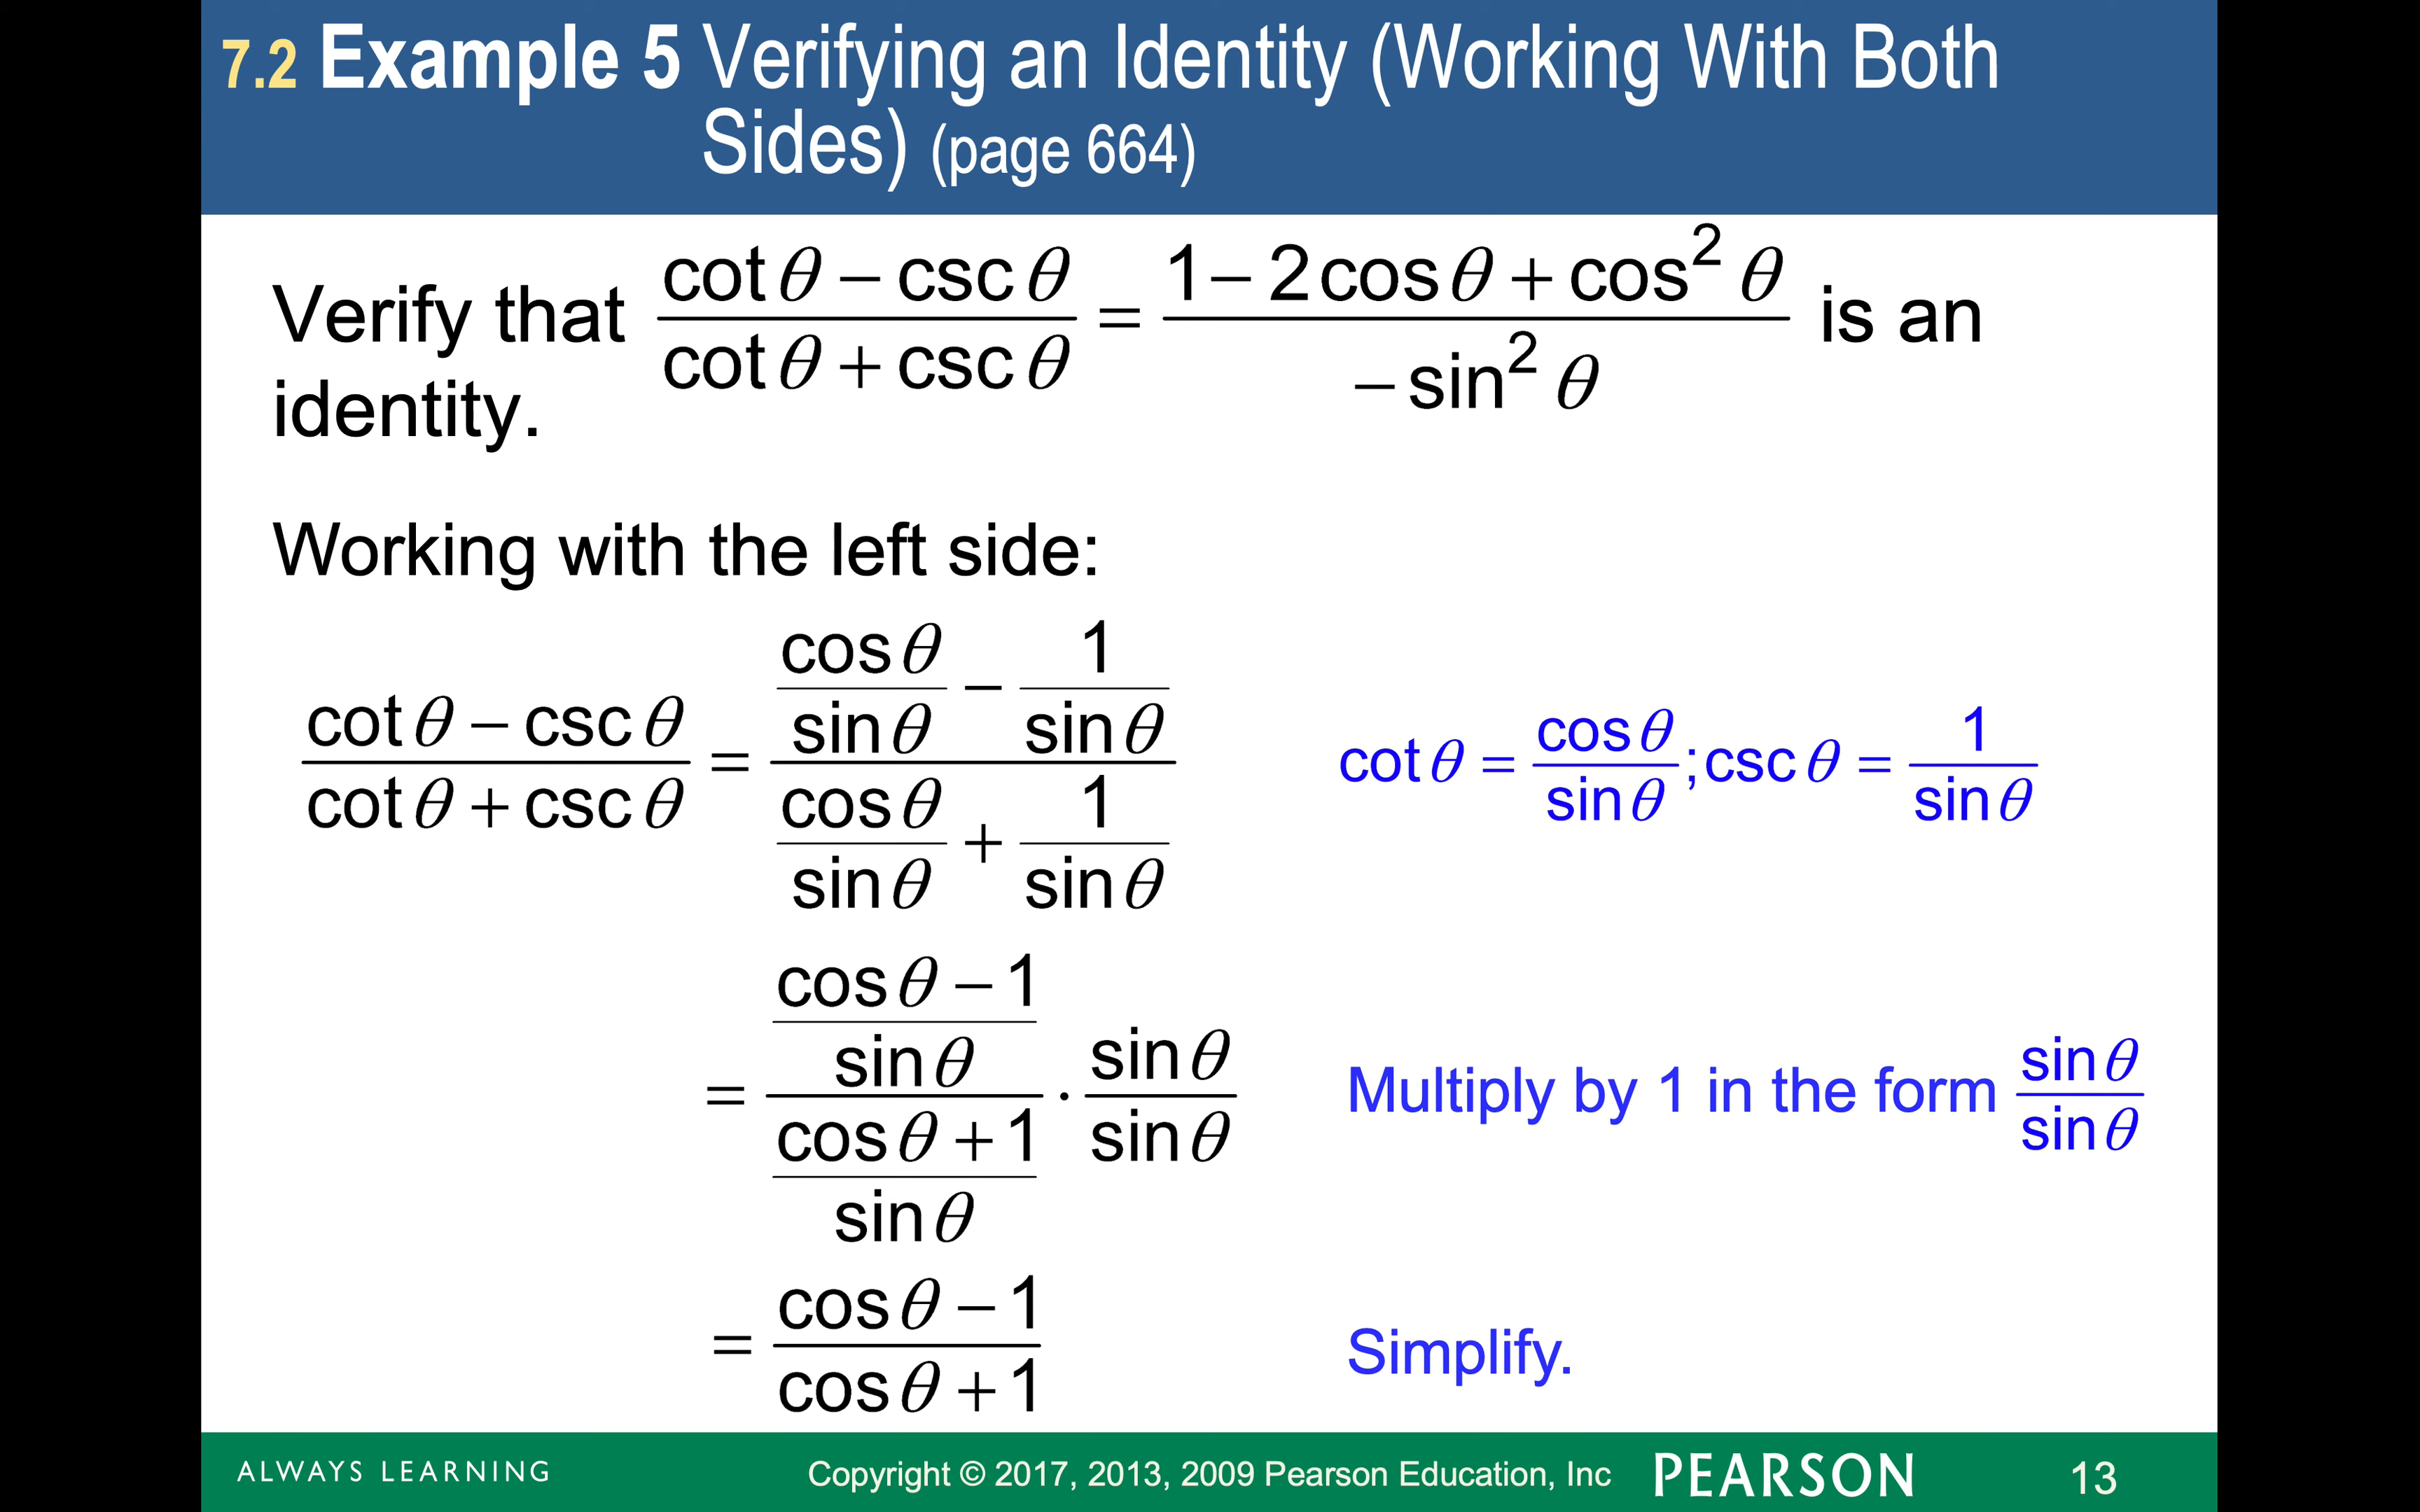 7.2 Example 5 Verifying an Identity (Working With Both
Sides) (page 664)
Verify that (cot θ – csc θ)/(cot θ + csc θ) = (1 – 2 cos θ + cos² θ)/(– sin² θ) is an
identity.
Working with the left side:
(cot θ – csc θ)/(cot θ + csc θ) = (cos θ/sin θ – 1/sin θ)/(cos θ/sin θ + 1/sin θ) cot θ = cos θ/sin θ; csc θ = 1/sin θ
= ((cos θ – 1)/sin θ)/((cos θ + 1)/sin θ) · sin θ/sin θ Multiply by 1 in the form sin θ/sin θ
= (cos θ – 1)/(cos θ + 1) Simplify.
ALWAYS LEARNING Copyright © 2017, 2013, 2009 Pearson Education, Inc PEARSON 13